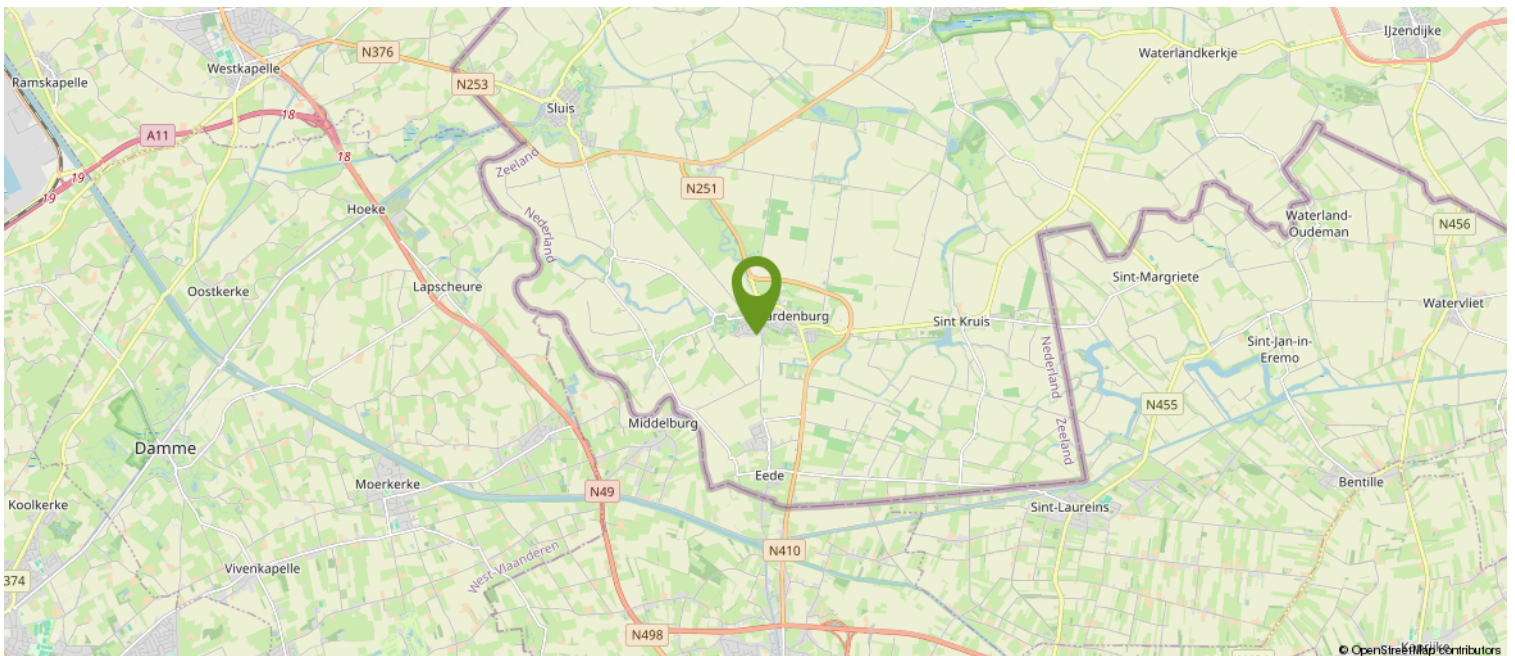 IJzendijke
N376
Waterlandkerkje
Westkapelle
Ramskapelle
N253
Sluis
18
A11
18
Zeeland
19
N251
19
Hoeke
Nederland
Waterland-
Oudeman
N456
Sint-Margriete
Lapscheure
Oostkerke
Watervliet
ardenburg
Sint Kruis
Sint-Jan-in-
Eremo
Nederland
N455
Middelburg
Zeeland
Damme
Eede
Moerkerke
Bentille
N49
Koolkerke
Sint-Laureins
N410
West-Vlaanderen
Vivenkapelle
374
N498
© OpenStreetMap contributors